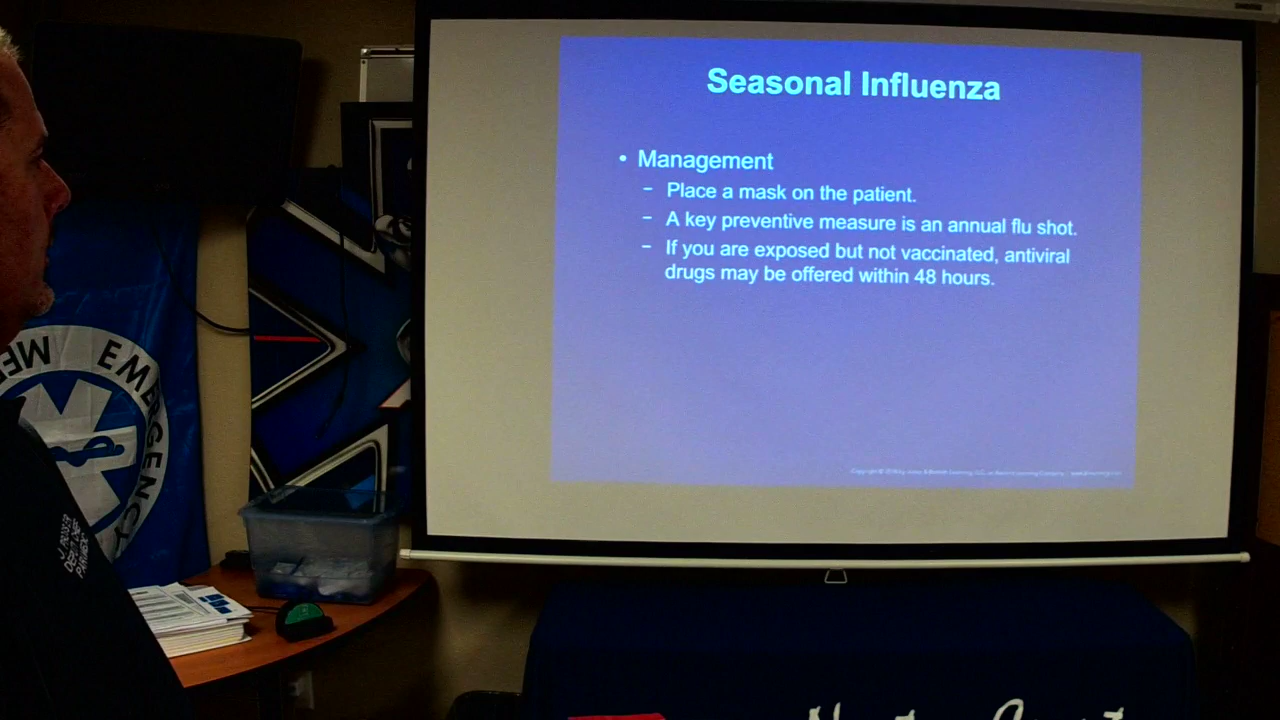 Seasonal Influenza
• Management
– Place a mask on the patient.
– A key preventive measure is an annual flu shot.
– If you are exposed but not vaccinated, antiviral
drugs may be offered within 48 hours.
EMERGENCY